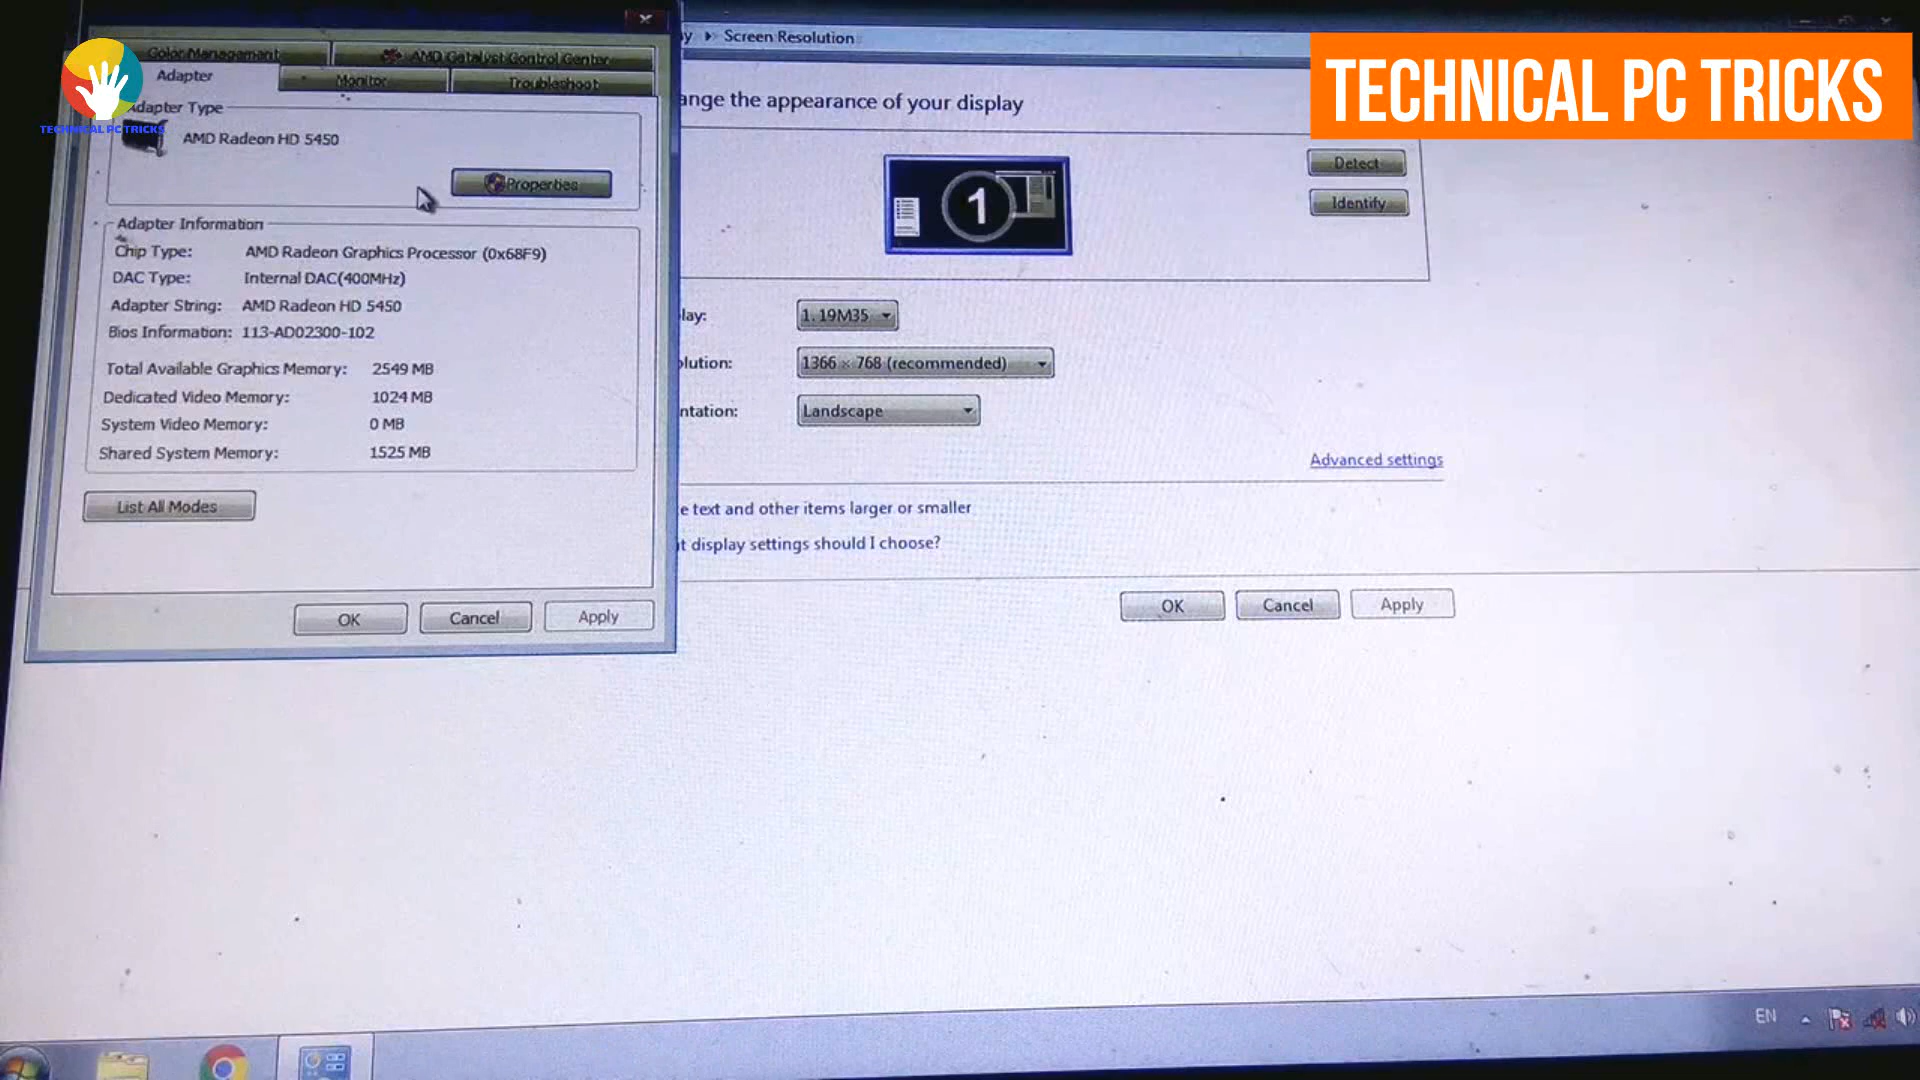 TECHNICAL PC TRICKS
TECHNICAL PC TRICKS
Color Management
AMD Catalyst Control Center
Adapter
Monitor
Troubleshoot
Adapter Type
AMD Radeon HD 5450
Properties
Adapter Information
Chip Type: AMD Radeon Graphics Processor (0x68F9)
DAC Type: Internal DAC(400MHz)
Adapter String: AMD Radeon HD 5450
Bios Information: 113-AD02300-102
Total Available Graphics Memory: 2549 MB
Dedicated Video Memory: 1024 MB
System Video Memory: 0 MB
Shared System Memory: 1525 MB
List All Modes
OK
Cancel
Apply
y ▸ Screen Resolution
ange the appearance of your display
1
Detect
Identify
lay: 1. 19M35
olution: 1366 × 768 (recommended)
ntation: Landscape
Advanced settings
e text and other items larger or smaller
t display settings should I choose?
OK
Cancel
Apply
EN